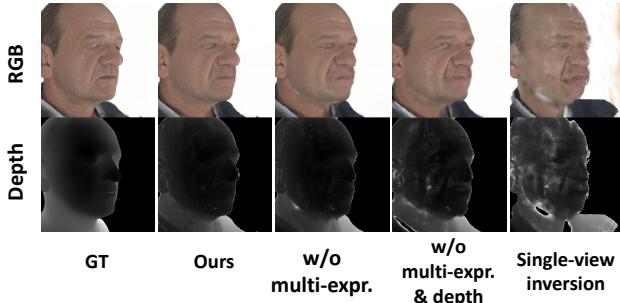 RGB
Depth
GT
Ours
w/o
multi-expr.
w/o
multi-expr.
& depth
Single-view
inversion